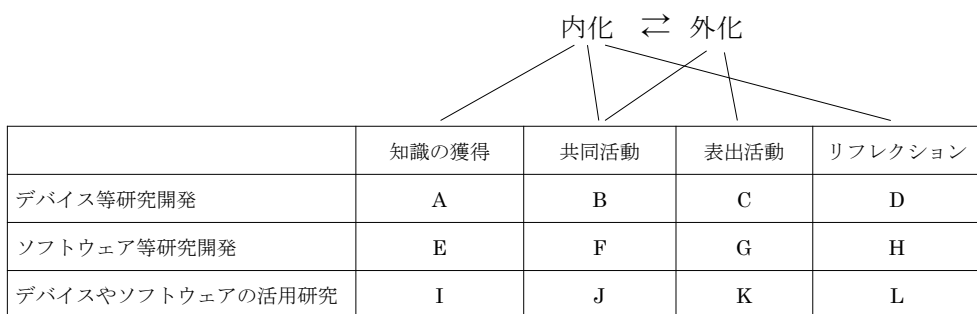 内化 ⇄ 外化
知識の獲得 共同活動 表出活動 リフレクション
デバイス等研究開発 A B C D
ソフトウェア等研究開発 E F G H
デバイスやソフトウェアの活用研究 I J K L